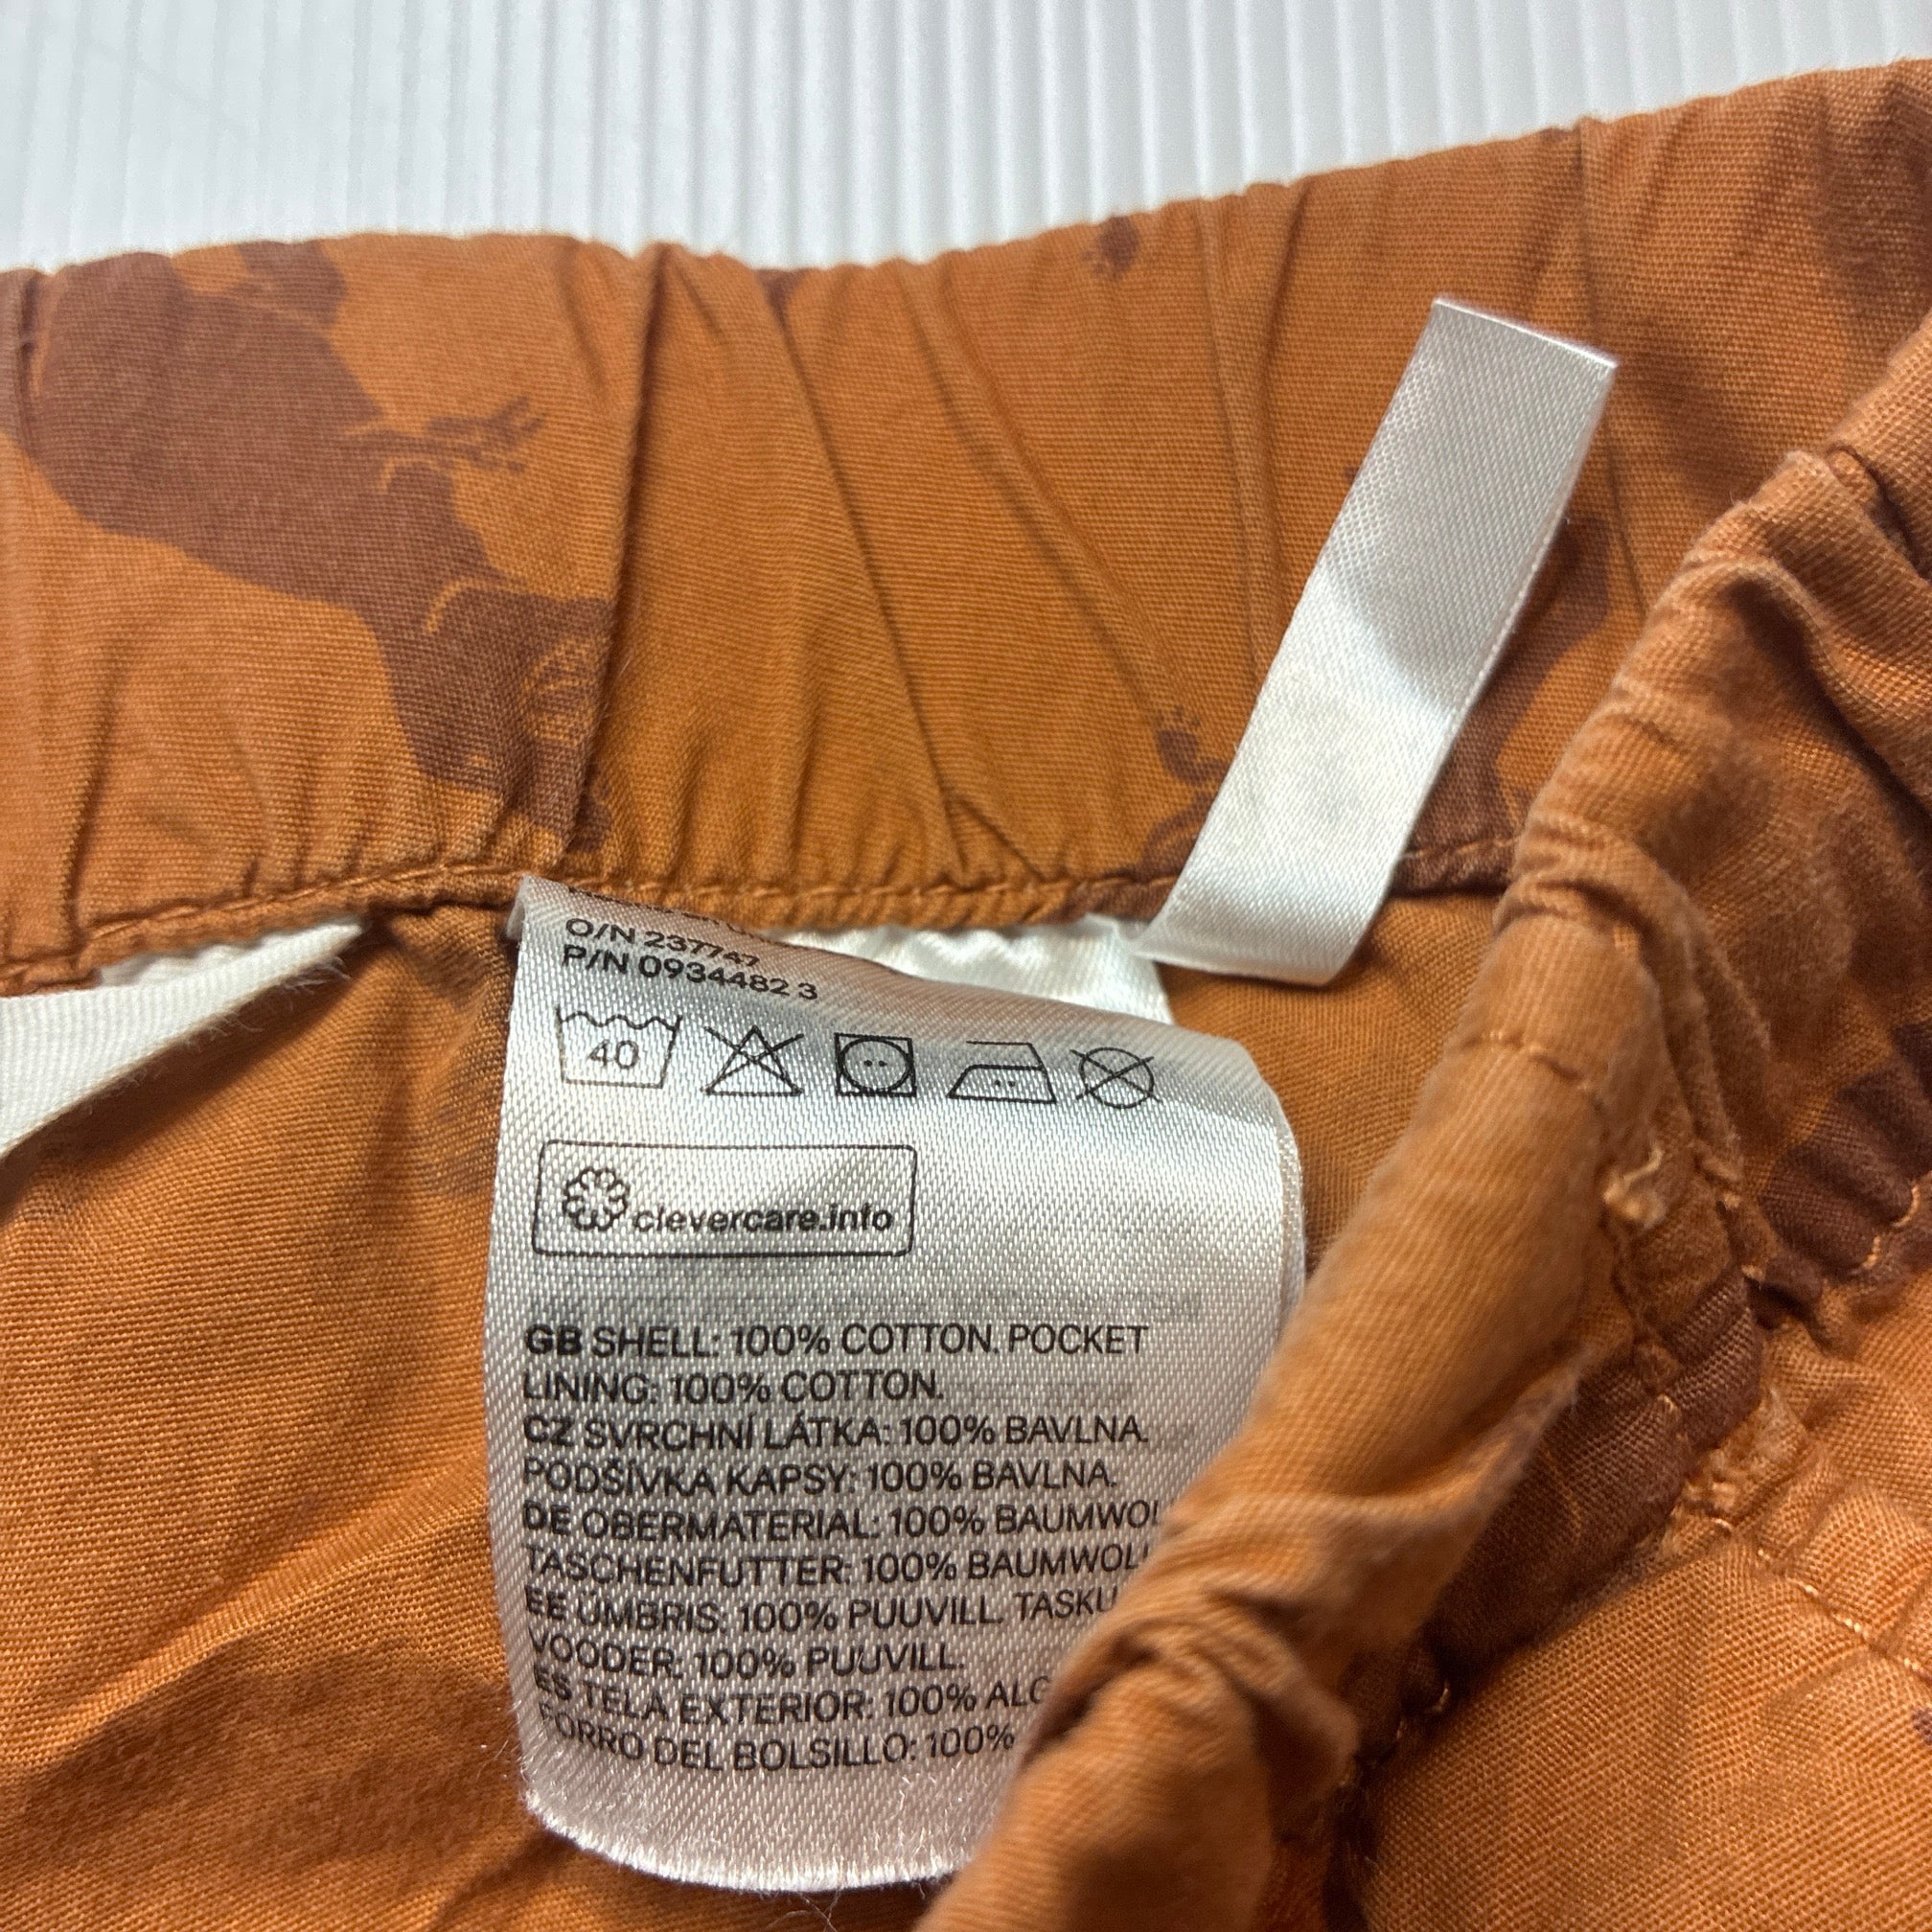 O/N 237747
P/N 0934482 3
40
clevercare.info
GB SHELL: 100% COTTON. POCKET
LINING: 100% COTTON.
CZ SVRCHNÍ LÁTKA: 100% BAVLNA.
PODŠÍVKA KAPSY: 100% BAVLNA.
DE OBERMATERIAL: 100% BAUMWOL
TASCHENFUTTER: 100% BAUMWOLL
EE ÜMBRIS: 100% PUUVILL. TASKU
VOODER: 100% PUUVILL.
ES TELA EXTERIOR: 100% ALG
FORRO DEL BOLSILLO: 100%